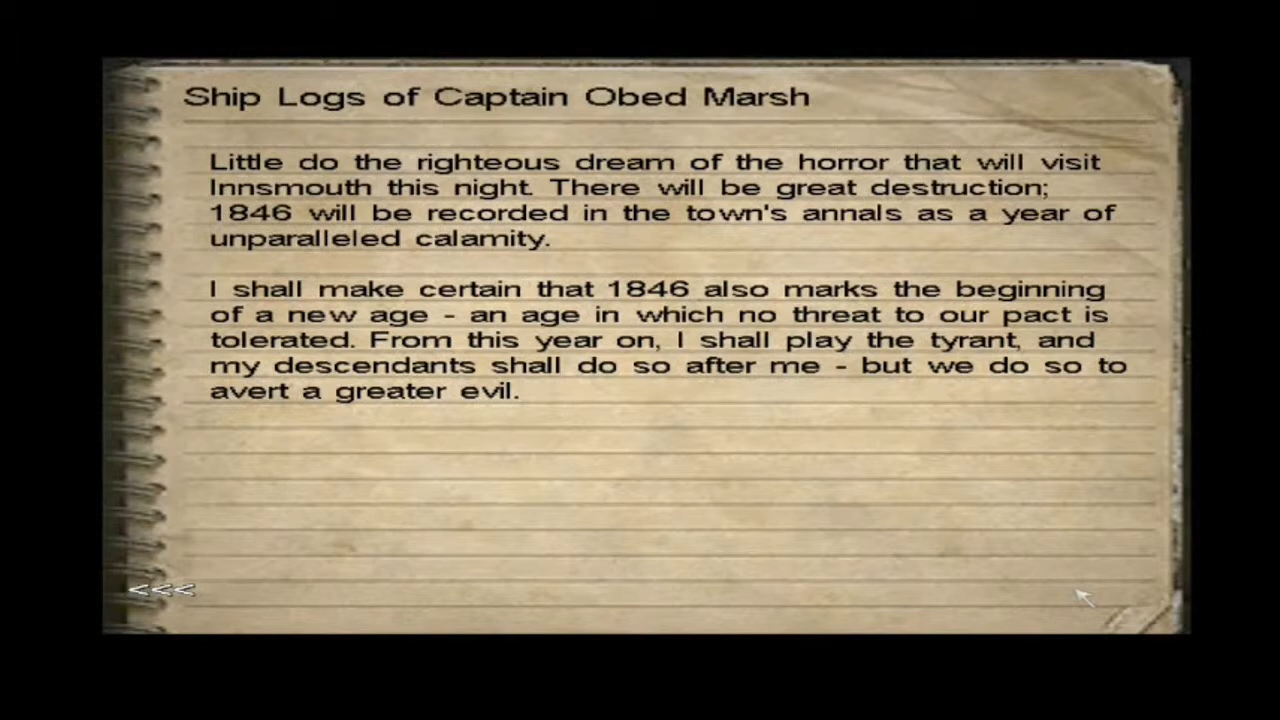 Ship Logs of Captain Obed Marsh
Little do the righteous dream of the horror that will visit
Innsmouth this night. There will be great destruction;
1846 will be recorded in the town's annals as a year of
unparalleled calamity.
I shall make certain that 1846 also marks the beginning
of a new age - an age in which no threat to our pact is
tolerated. From this year on, I shall play the tyrant, and
my descendants shall do so after me - but we do so to
avert a greater evil.
<<<